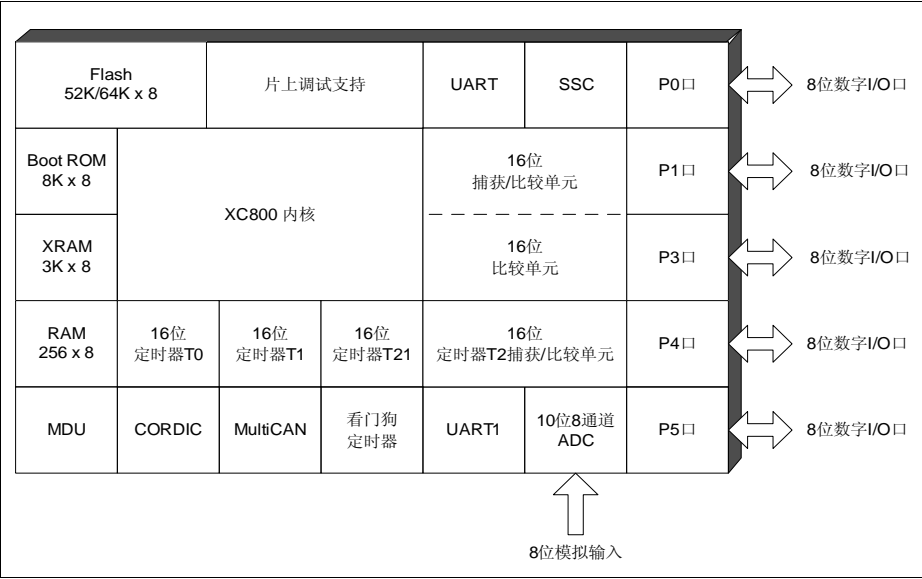 Flash
52K/64K x 8
片上调试支持
UART
SSC
P0口
8位数字I/O口
Boot ROM
8K x 8
XC800 内核
16位
捕获/比较单元
P1口
8位数字I/O口
XRAM
3K x 8
16位
比较单元
P3口
8位数字I/O口
RAM
256 x 8
16位
定时器T0
16位
定时器T1
16位
定时器T21
16位
定时器T2捕获/比较单元
P4口
8位数字I/O口
MDU
CORDIC
MultiCAN
看门狗
定时器
UART1
10位8通道
ADC
P5口
8位数字I/O口
8位模拟输入